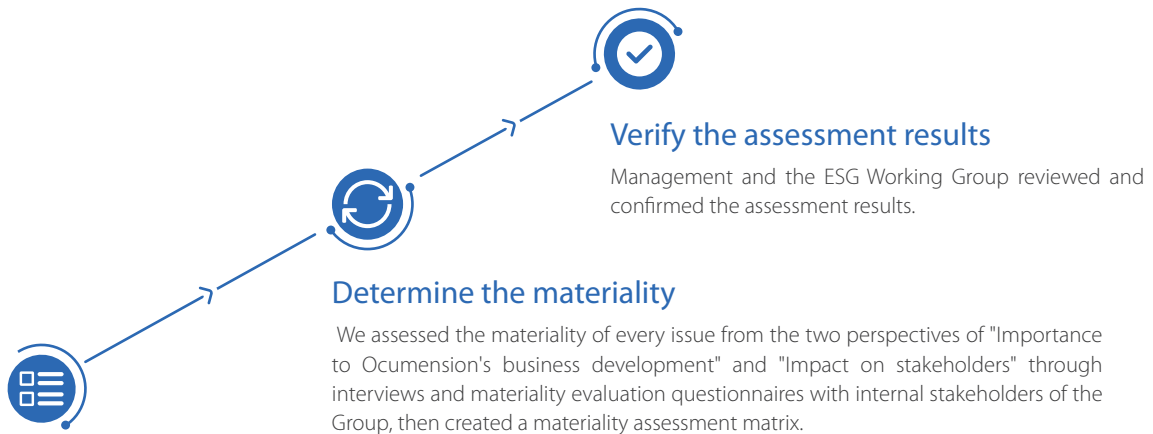 Verify the assessment results
Management and the ESG Working Group reviewed and
confirmed the assessment results.
Determine the materiality
We assessed the materiality of every issue from the two perspectives of "Importance
to Ocumension's business development" and "Impact on stakeholders" through
interviews and materiality evaluation questionnaires with internal stakeholders of the
Group, then created a materiality assessment matrix.